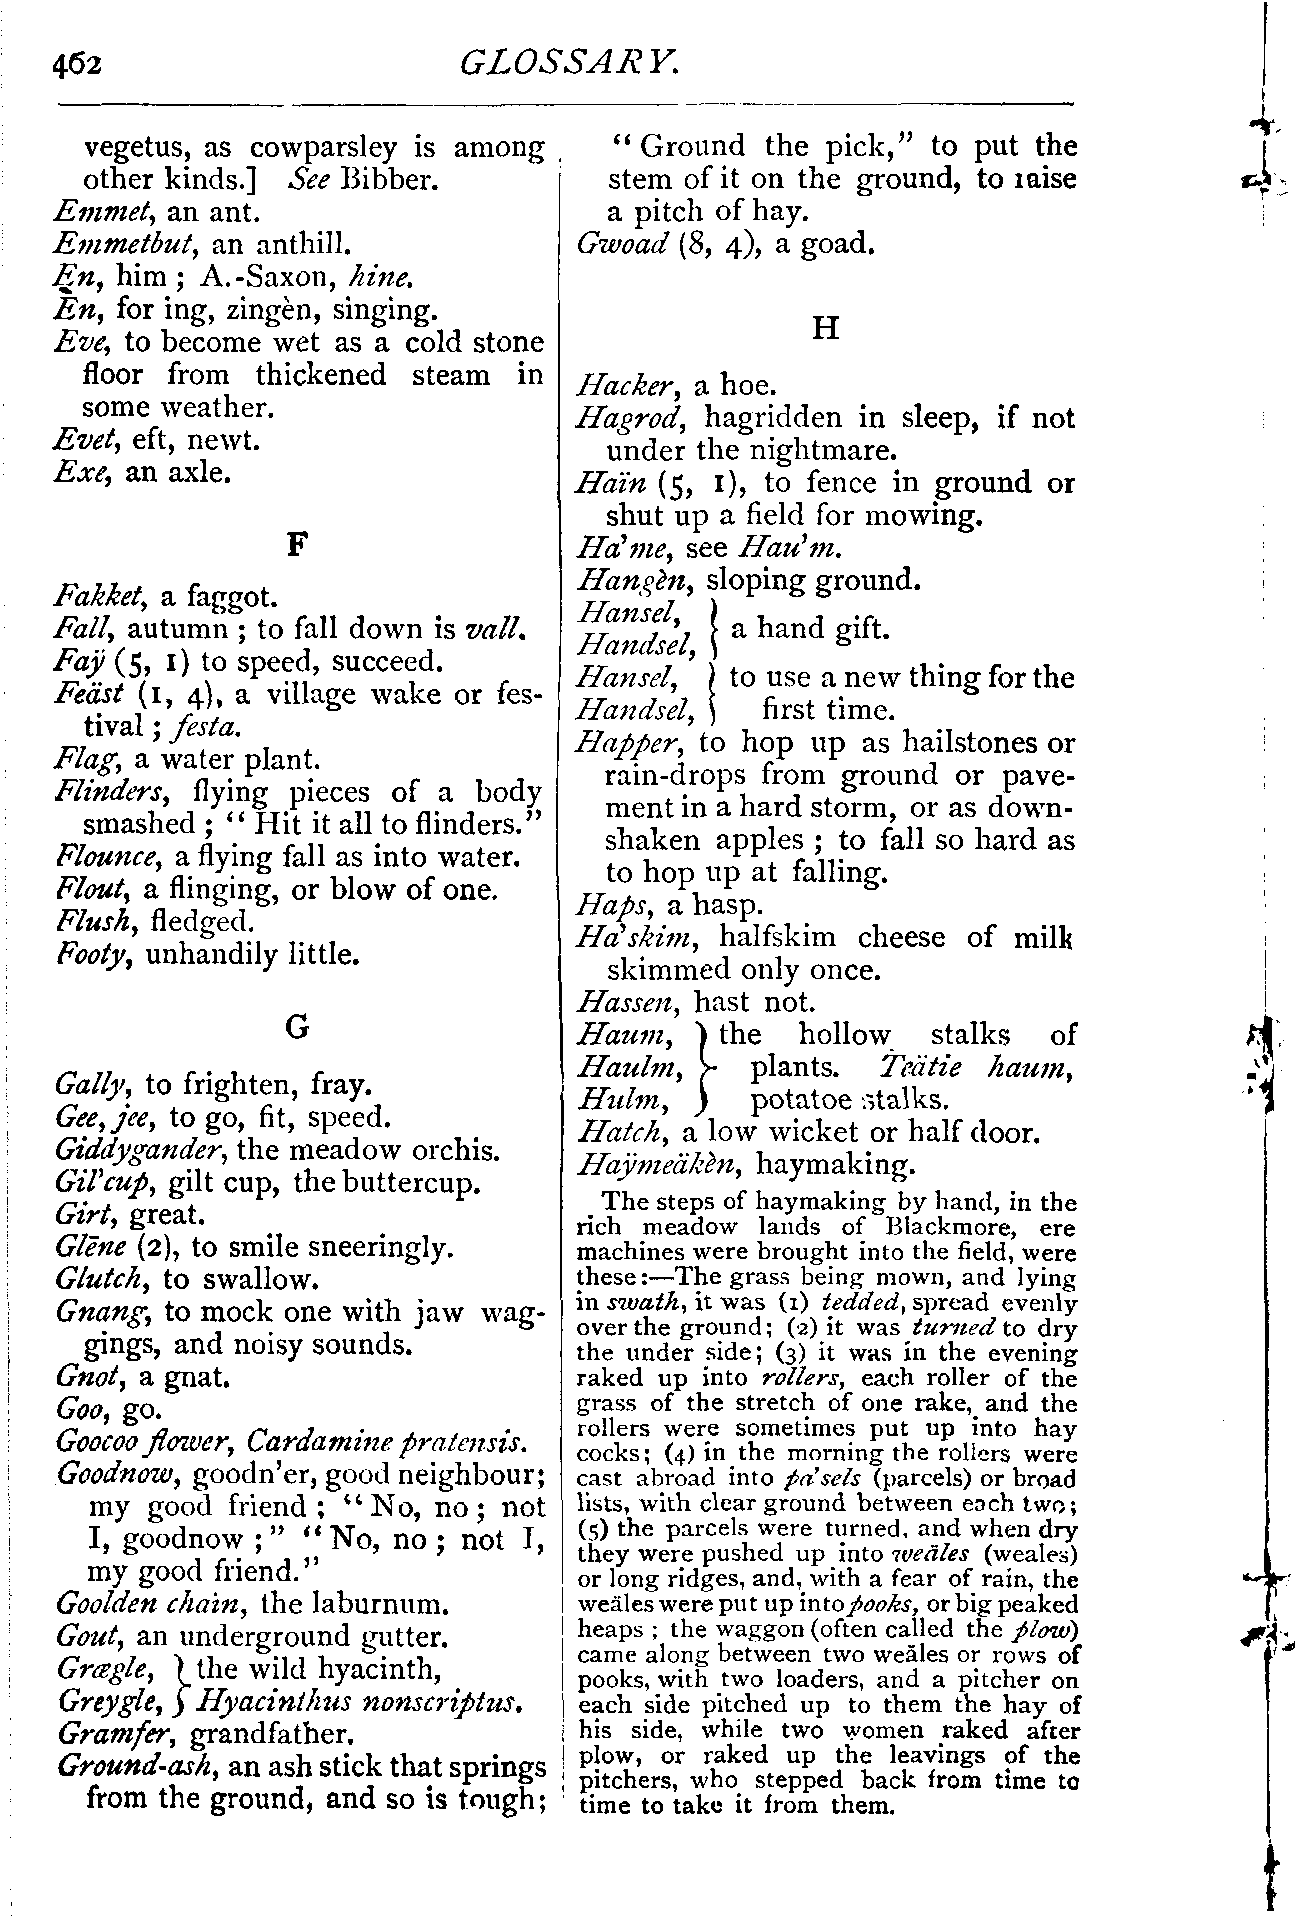 462
GLOSSARY.
vegetus, as cowparsley is among
other kinds.] See Bibber.
Emmet, an ant.
Emmetbut, an anthill.
En, him ; A.-Saxon, hine.
Èn, for ing, zingèn, singing.
Eve, to become wet as a cold stone
floor from thickened steam in
some weather.
Evet, eft, newt.
Exe, an axle.
F
Fakket, a faggot.
Fall, autumn ; to fall down is vall.
Faÿ (5, 1) to speed, succeed.
Feäst (1, 4), a village wake or fes-
tival ; festa.
Flag, a water plant.
Flinders, flying pieces of a body
smashed ; “ Hit it all to flinders.”
Flounce, a flying fall as into water.
Flout, a flinging, or blow of one.
Flush, fledged.
Footy, unhandily little.
G
Gally, to frighten, fray.
Gee, jee, to go, fit, speed.
Giddygander, the meadow orchis.
Gil'cup, gilt cup, the buttercup.
Girt, great.
Glēne (2), to smile sneeringly.
Glutch, to swallow.
Gnang, to mock one with jaw wag-
gings, and noisy sounds.
Gnot, a gnat.
Goo, go.
Goocoo flower, Cardamine pratensis.
Goodnow, goodn'er, good neighbour;
my good friend ; “ No, no ; not
I, goodnow ;” “ No, no ; not I,
my good friend.”
Goolden chain, the laburnum.
Gout, an underground gutter.
Grægle, } the wild hyacinth,
Greygle, } Hyacinthus nonscriptus.
Gramfer, grandfather.
Ground-ash, an ash stick that springs
from the ground, and so is tough;
“ Ground the pick,” to put the
stem of it on the ground, to raise
a pitch of hay.
Gwoad (8, 4), a goad.
H
Hacker, a hoe.
Hagrod, hagridden in sleep, if not
under the nightmare.
Haïn (5, 1), to fence in ground or
shut up a field for mowing.
Ha'me, see Hau'm.
Hangèn, sloping ground.
Hansel, }
Handsel, } a hand gift.
Hansel, } to use a new thing for the
Handsel, } first time.
Happer, to hop up as hailstones or
rain-drops from ground or pave-
ment in a hard storm, or as down-
shaken apples ; to fall so hard as
to hop up at falling.
Haps, a hasp.
Ha'skim, halfskim cheese of milk
skimmed only once.
Hassen, hast not.
Haum, } the hollow stalks of
Haulm, } plants. Teätie haum,
Hulm, } potatoe stalks.
Hatch, a low wicket or half door.
Haÿmeäkèn, haymaking.
The steps of haymaking by hand, in the
rich meadow lands of Blackmore, ere
machines were brought into the field, were
these:—The grass being mown, and lying
in swath, it was (1) tedded, spread evenly
over the ground; (2) it was turned to dry
the under side; (3) it was in the evening
raked up into rollers, each roller of the
grass of the stretch of one rake, and the
rollers were sometimes put up into hay
cocks; (4) in the morning the rollers were
cast abroad into pa'sels (parcels) or broad
lists, with clear ground between each two;
(5) the parcels were turned, and when dry
they were pushed up into weäles (weales)
or long ridges, and, with a fear of rain, the
weäles were put up into pooks, or big peaked
heaps ; the waggon (often called the plow)
came along between two weäles or rows of
pooks, with two loaders, and a pitcher on
each side pitched up to them the hay of
his side, while two women raked after
plow, or raked up the leavings of the
pitchers, who stepped back from time to
time to take it from them.